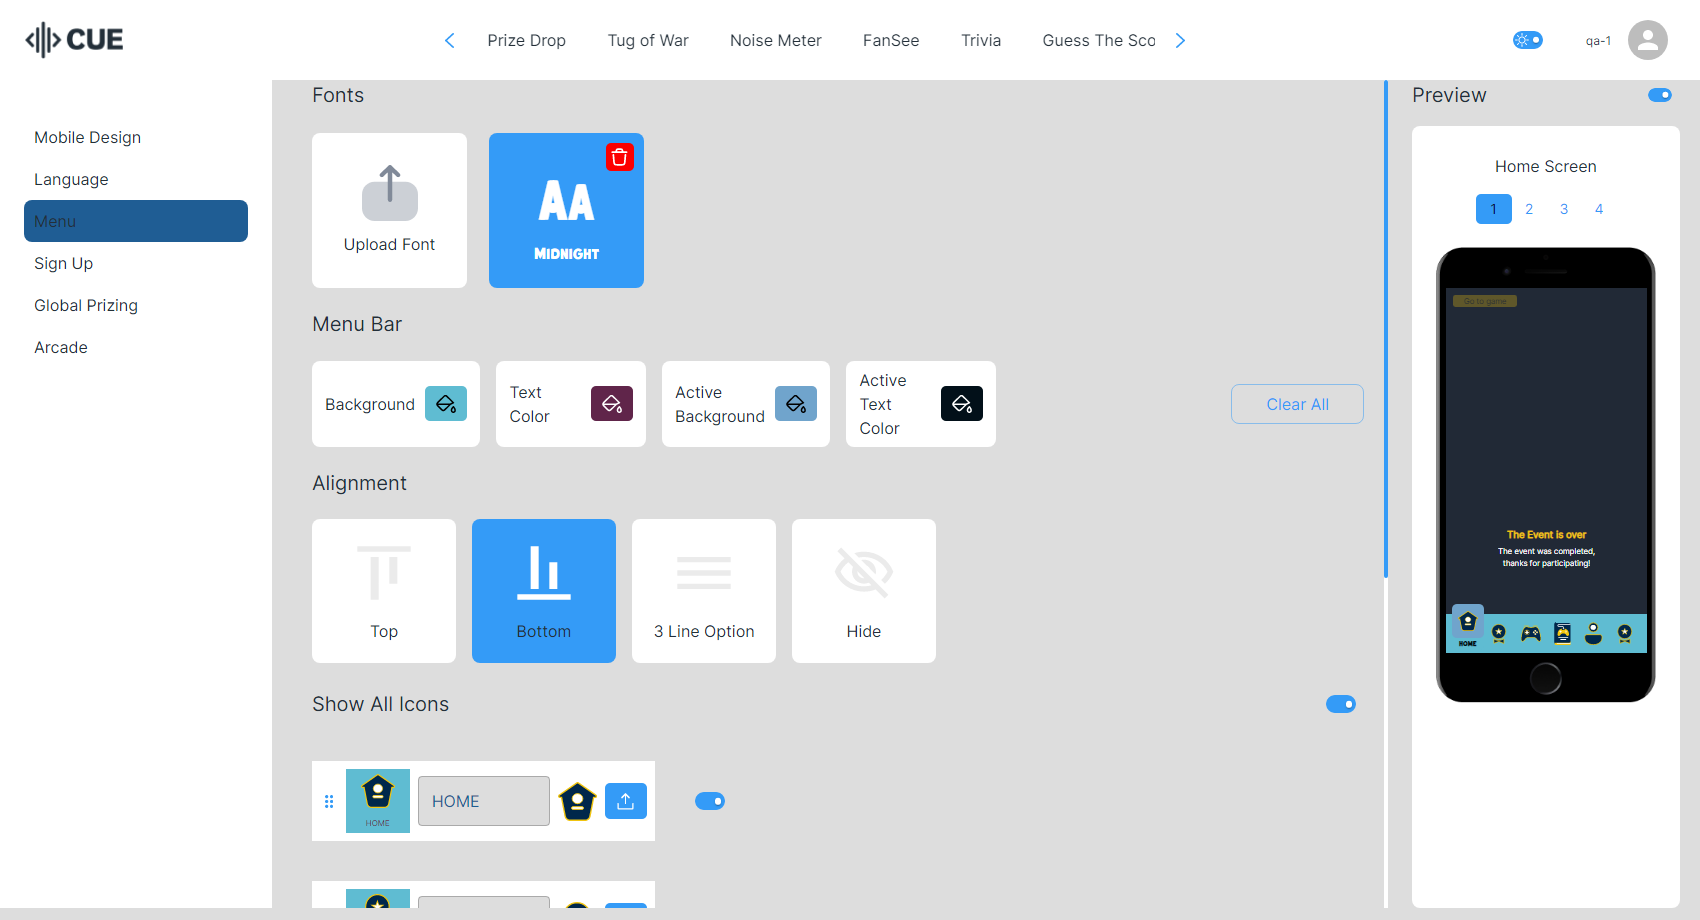 CUE
Prize Drop
Tug of War
Noise Meter
FanSee
Trivia
Guess The Sco
qa-1
Mobile Design
Language
Menu
Sign Up
Global Prizing
Arcade
Fonts
Upload Font
AA
MIDNIGHT
Menu Bar
Background
Text
Color
Active
Background
Active
Text
Color
Clear All
Alignment
Top
Bottom
3 Line Option
Hide
Show All Icons
HOME
HOME
Preview
Home Screen
1 2 3 4
Go to game
The Event is over
The event was completed,
thanks for participating!
HOME